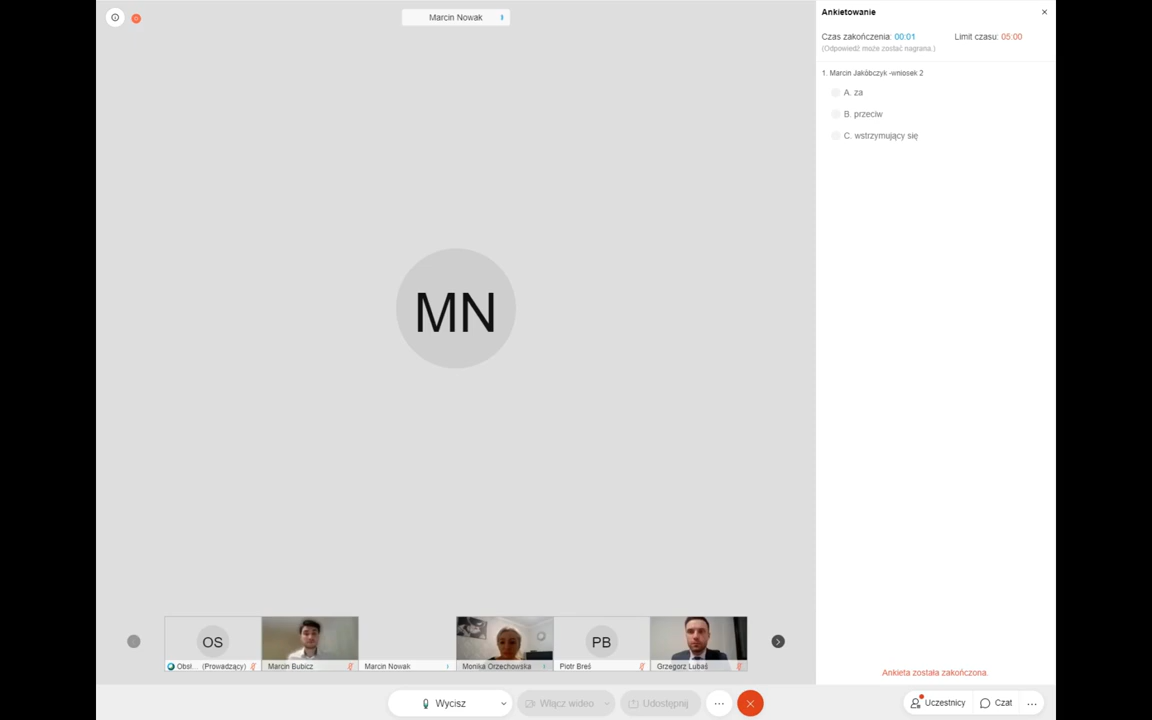 Marcin Nowak
Ankietowanie
Czas zakończenia: 00:01 Limit czasu: 05:00
(Odpowiedź może zostać nagrana.)
1. Marcin Jakóbczyk -wniosek 2
A. za
B. przeciw
C. wstrzymujący się
MN
OS
PB
Obsł... (Prowadzący)
Marcin Bubicz
Marcin Nowak
Monika Orzechowska
Piotr Breś
Grzegorz Lubaś
Ankieta została zakończona.
Wycisz
Włącz wideo
Udostępnij
Uczestnicy
Czat